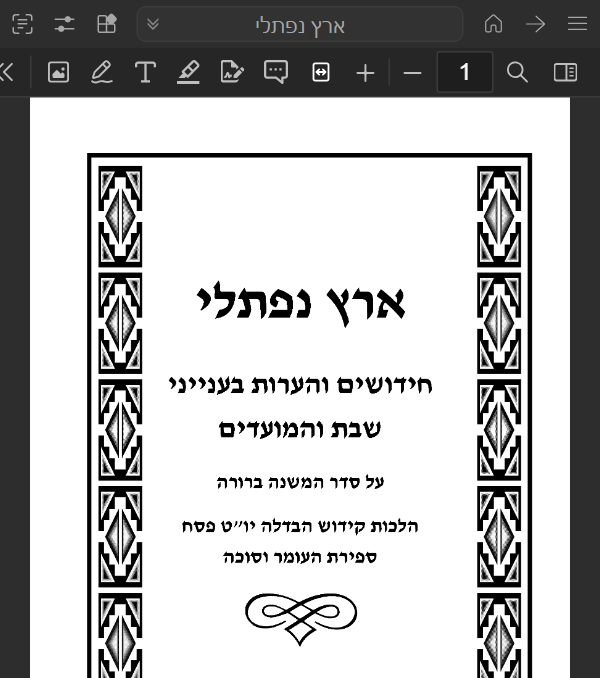 ארץ נפתלי
1
ארץ נפתלי
חידושים והערות בענייני
שבת והמועדים
על סדר המשנה ברורה
הלכות קידוש הבדלה יו״ט פסח
ספירת העומר וסוכה